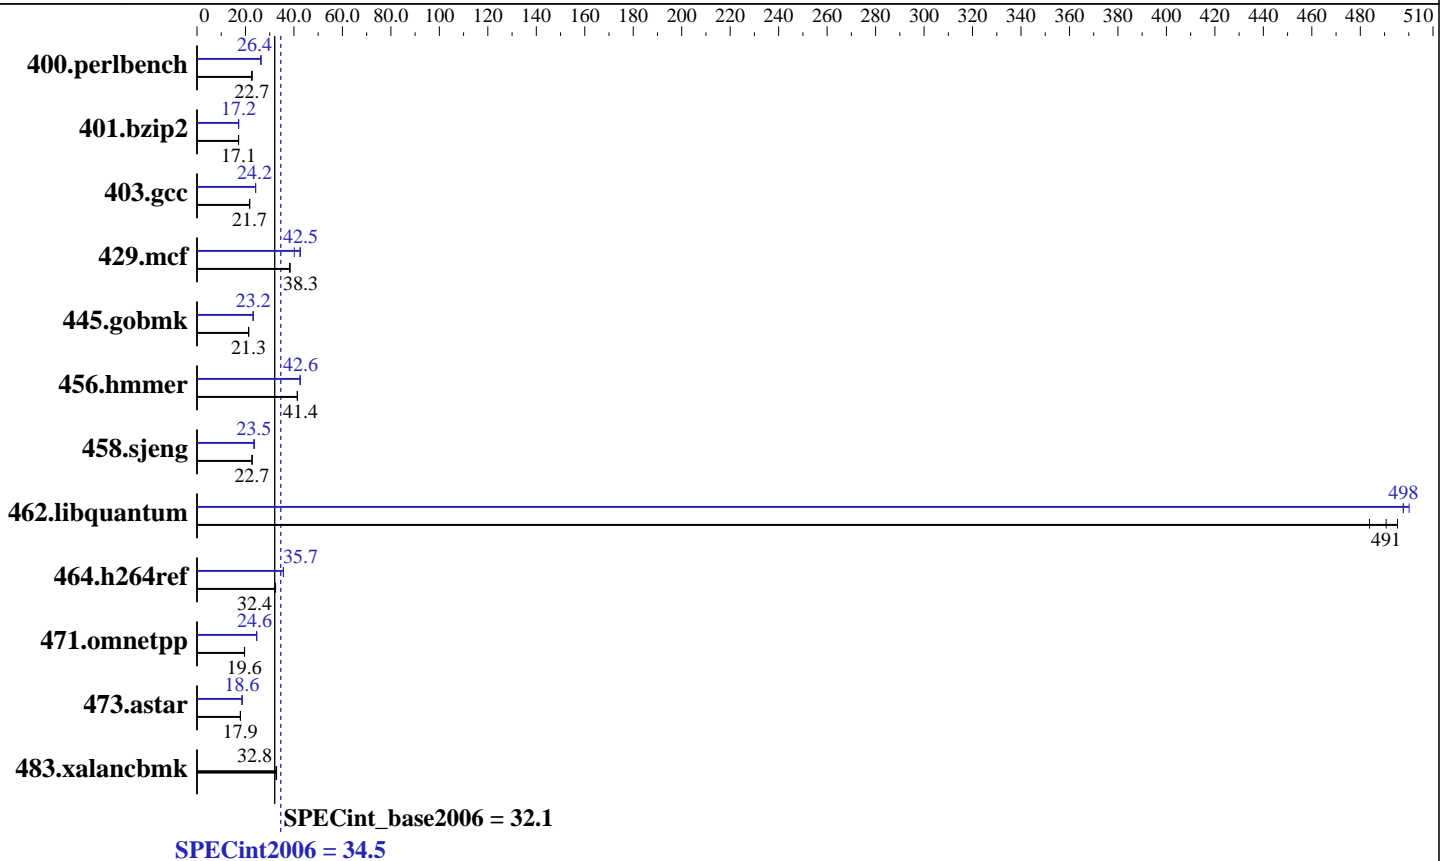 0 20.0 40.0 60.0 80.0 100 120 140 160 180 200 220 240 260 280 300 320 340 360 380 400 420 440 460 480 510
26.4
400.perlbench
22.7
17.2
401.bzip2
17.1
24.2
403.gcc
21.7
42.5
429.mcf
38.3
23.2
445.gobmk
21.3
42.6
456.hmmer
41.4
23.5
458.sjeng
22.7
498
462.libquantum
491
35.7
464.h264ref
32.4
24.6
471.omnetpp
19.6
18.6
473.astar
17.9
32.8
483.xalancbmk
SPECint_base2006 = 32.1
SPECint2006 = 34.5